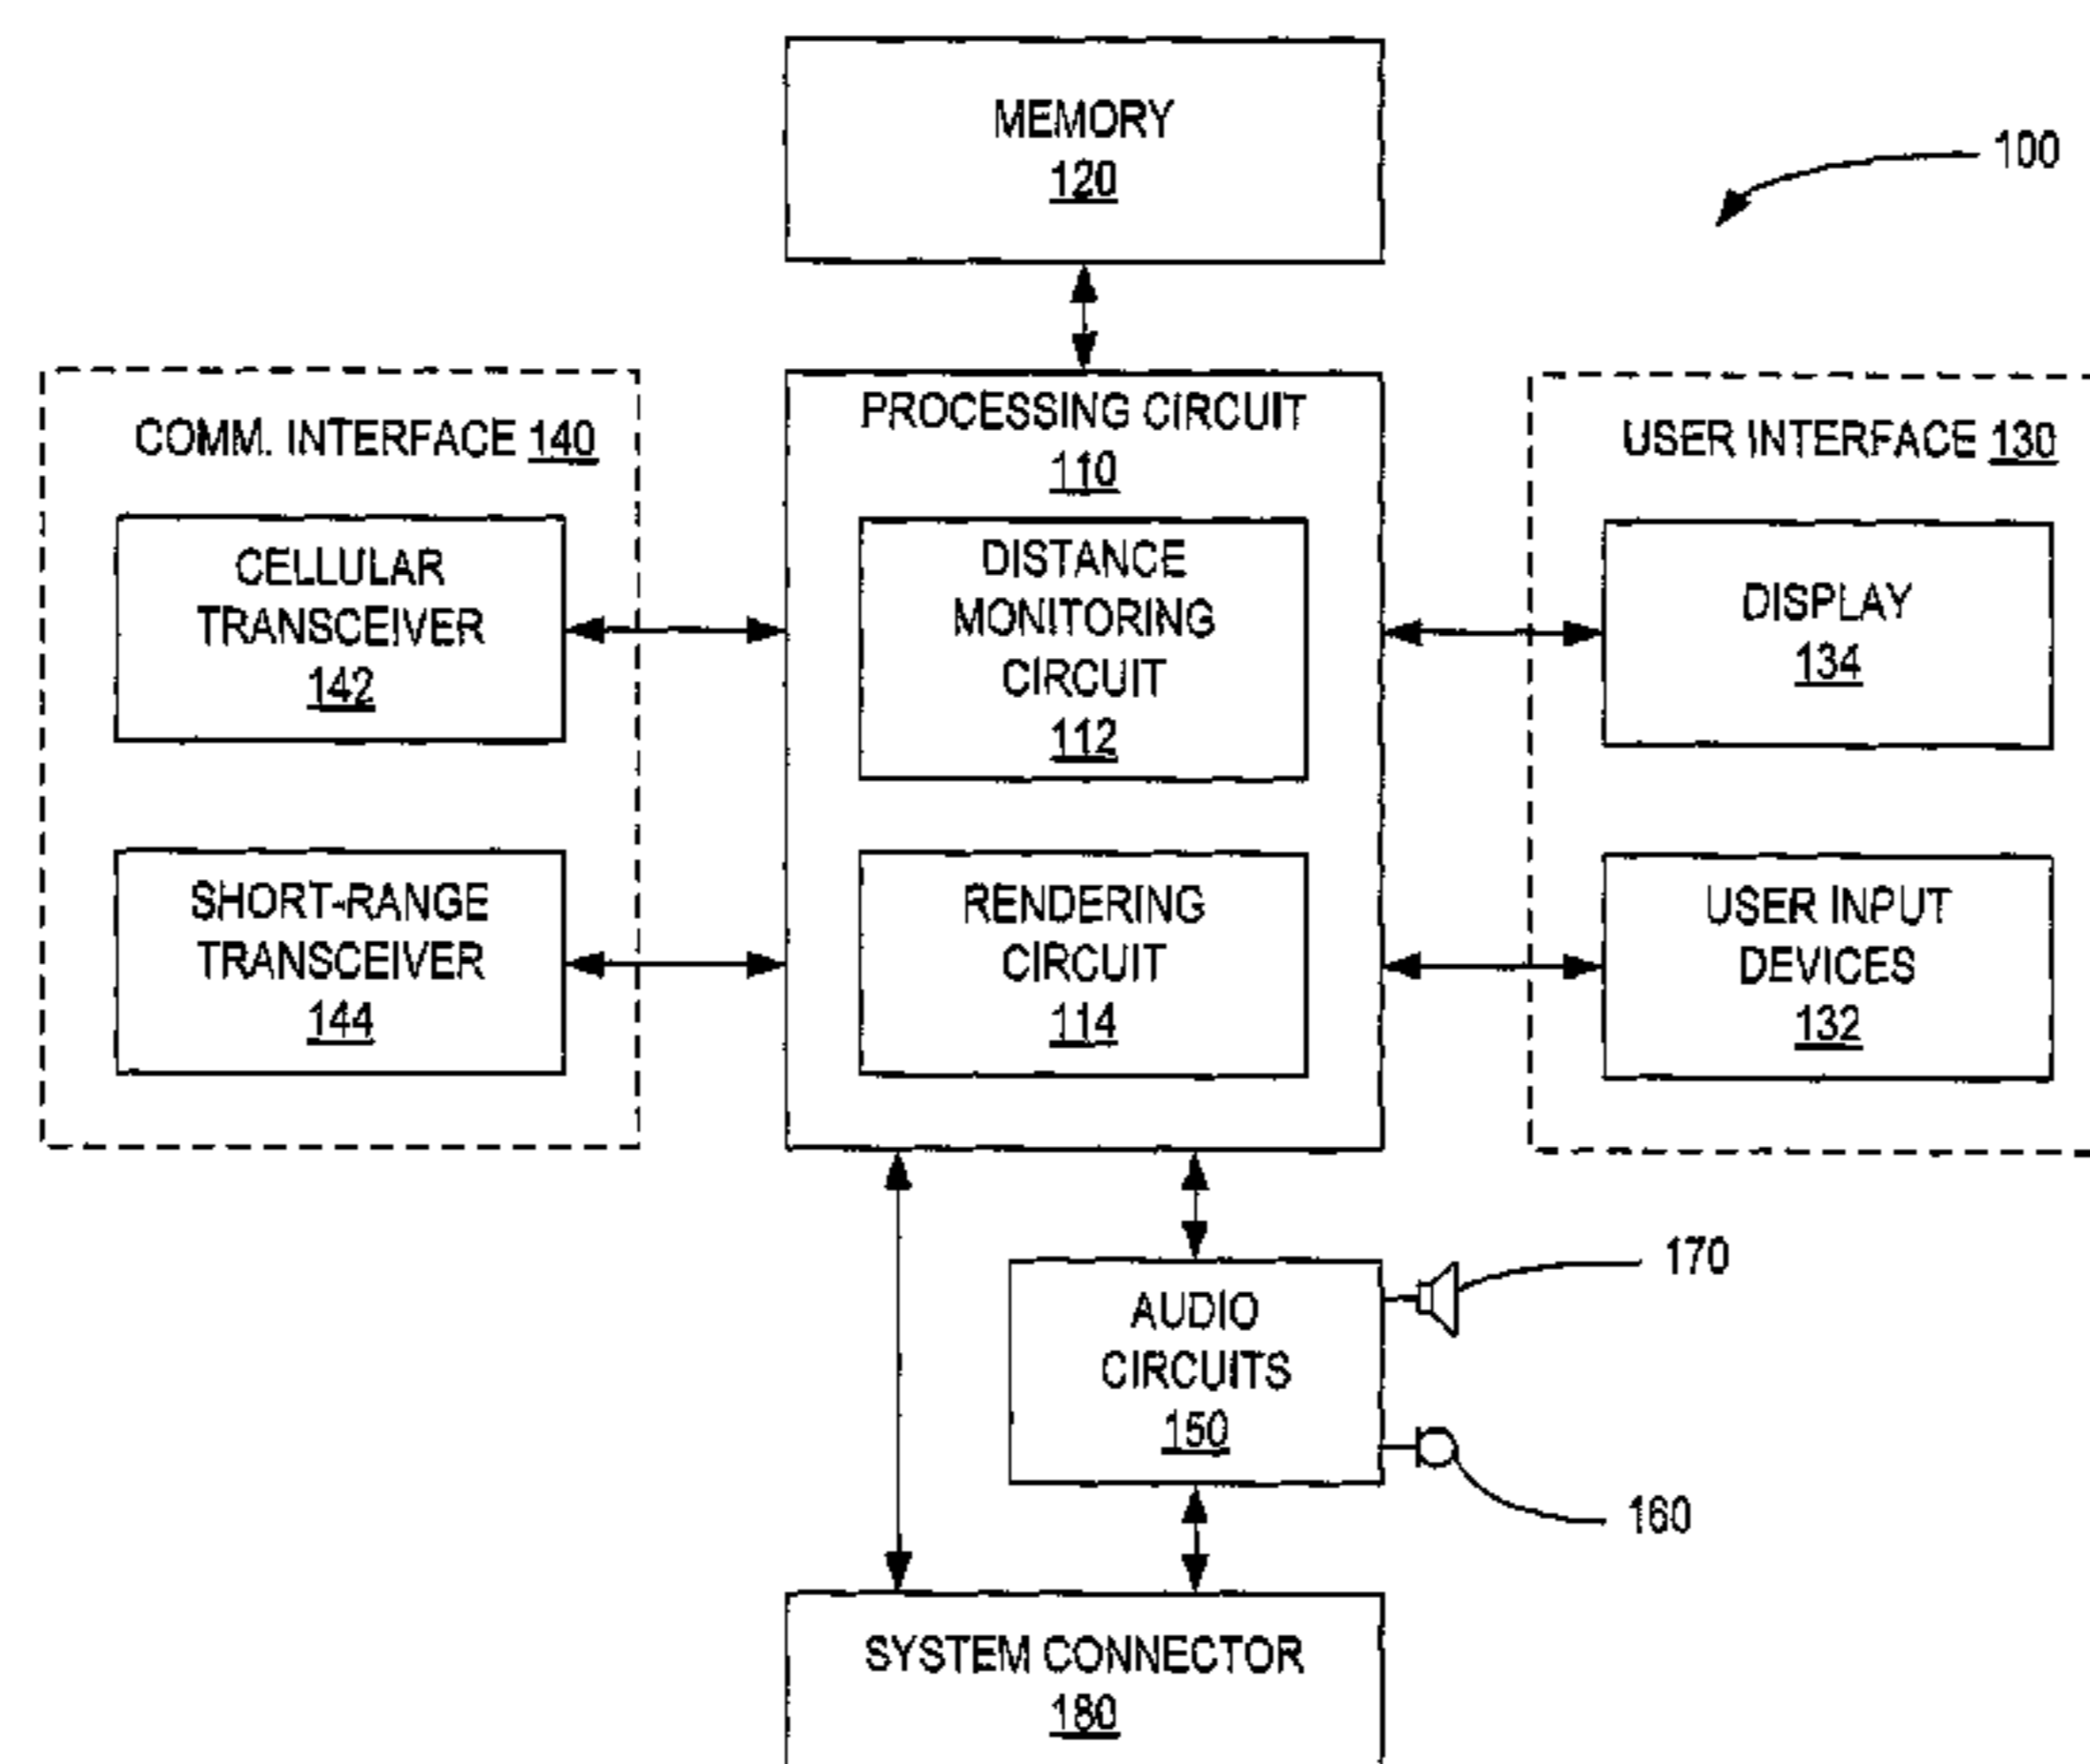 MEMORY
120
100
COMM. INTERFACE 140
CELLULAR
TRANSCEIVER
142
SHORT-RANGE
TRANSCEIVER
144
PROCESSING CIRCUIT
110
DISTANCE
MONITORING
CIRCUIT
112
RENDERING
CIRCUIT
114
USER INTERFACE 130
DISPLAY
134
USER INPUT
DEVICES
132
AUDIO
CIRCUITS
150
170
160
SYSTEM CONNECTOR
180